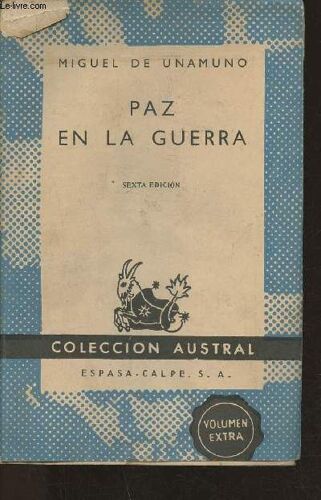 Le-livre.com
MIGUEL DE UNAMUNO
PAZ
EN LA GUERRA
SEXTA EDICIÓN
COLECCION AUSTRAL
ESPASA-CALPE, S. A.
VOLUMEN
EXTRA